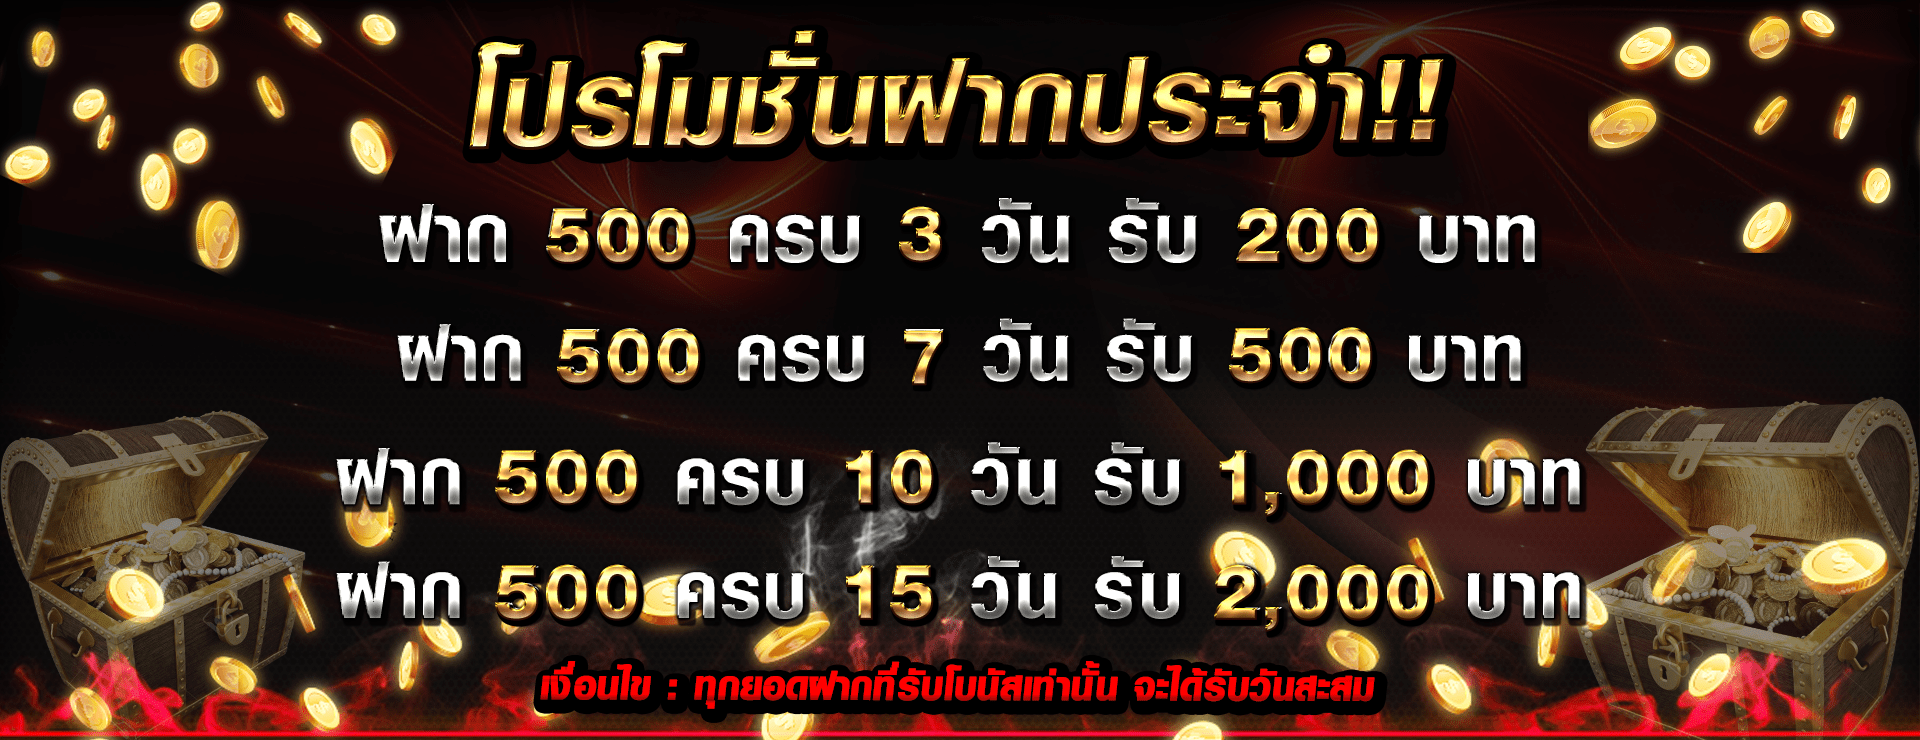 โปรโมชั่นฝากประจำ!!
ฝาก 500 ครบ 3 วัน รับ 200 บาท
ฝาก 500 ครบ 7 วัน รับ 500 บาท
ฝาก 500 ครบ 10 วัน รับ 1,000 บาท
ฝาก 500 ครบ 15 วัน รับ 2,000 บาท
เงื่อนไข : ทุกยอดฝากที่รับโบนัสเท่านั้น จะได้รับวันสะสม